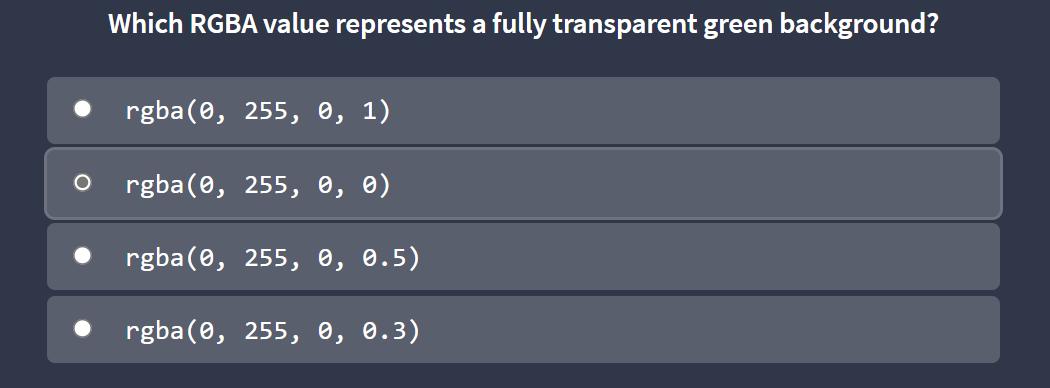 Which RGBA value represents a fully transparent green background?
rgba(0, 255, 0, 1)
rgba(0, 255, 0, 0)
rgba(0, 255, 0, 0.5)
rgba(0, 255, 0, 0.3)